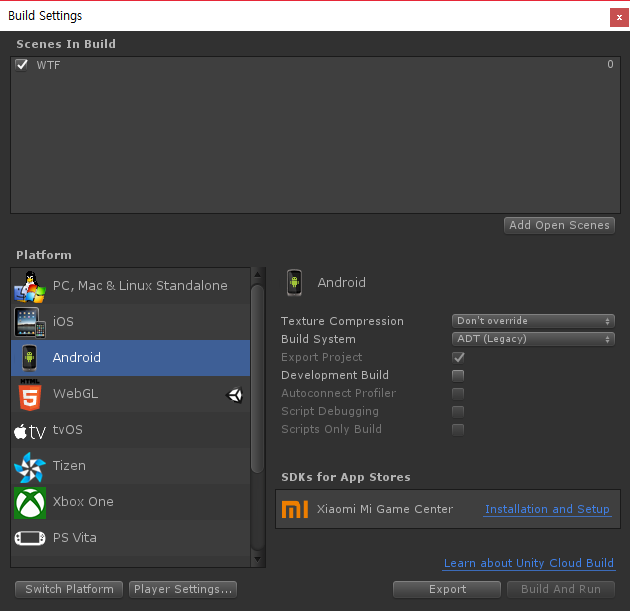 Build Settings
x
Scenes In Build
WTF 0
Add Open Scenes
Platform
PC, Mac & Linux Standalone
iOS
Android
HTML
5
WebGL
tv
tvOS
Tizen
Xbox One
PS Vita
Android
Texture Compression Don't override
Build System ADT (Legacy)
Export Project
Development Build
Autoconnect Profiler
Script Debugging
Scripts Only Build
SDKs for App Stores
Xiaomi Mi Game Center Installation and Setup
Learn about Unity Cloud Build
Switch Platform Player Settings... Export Build And Run